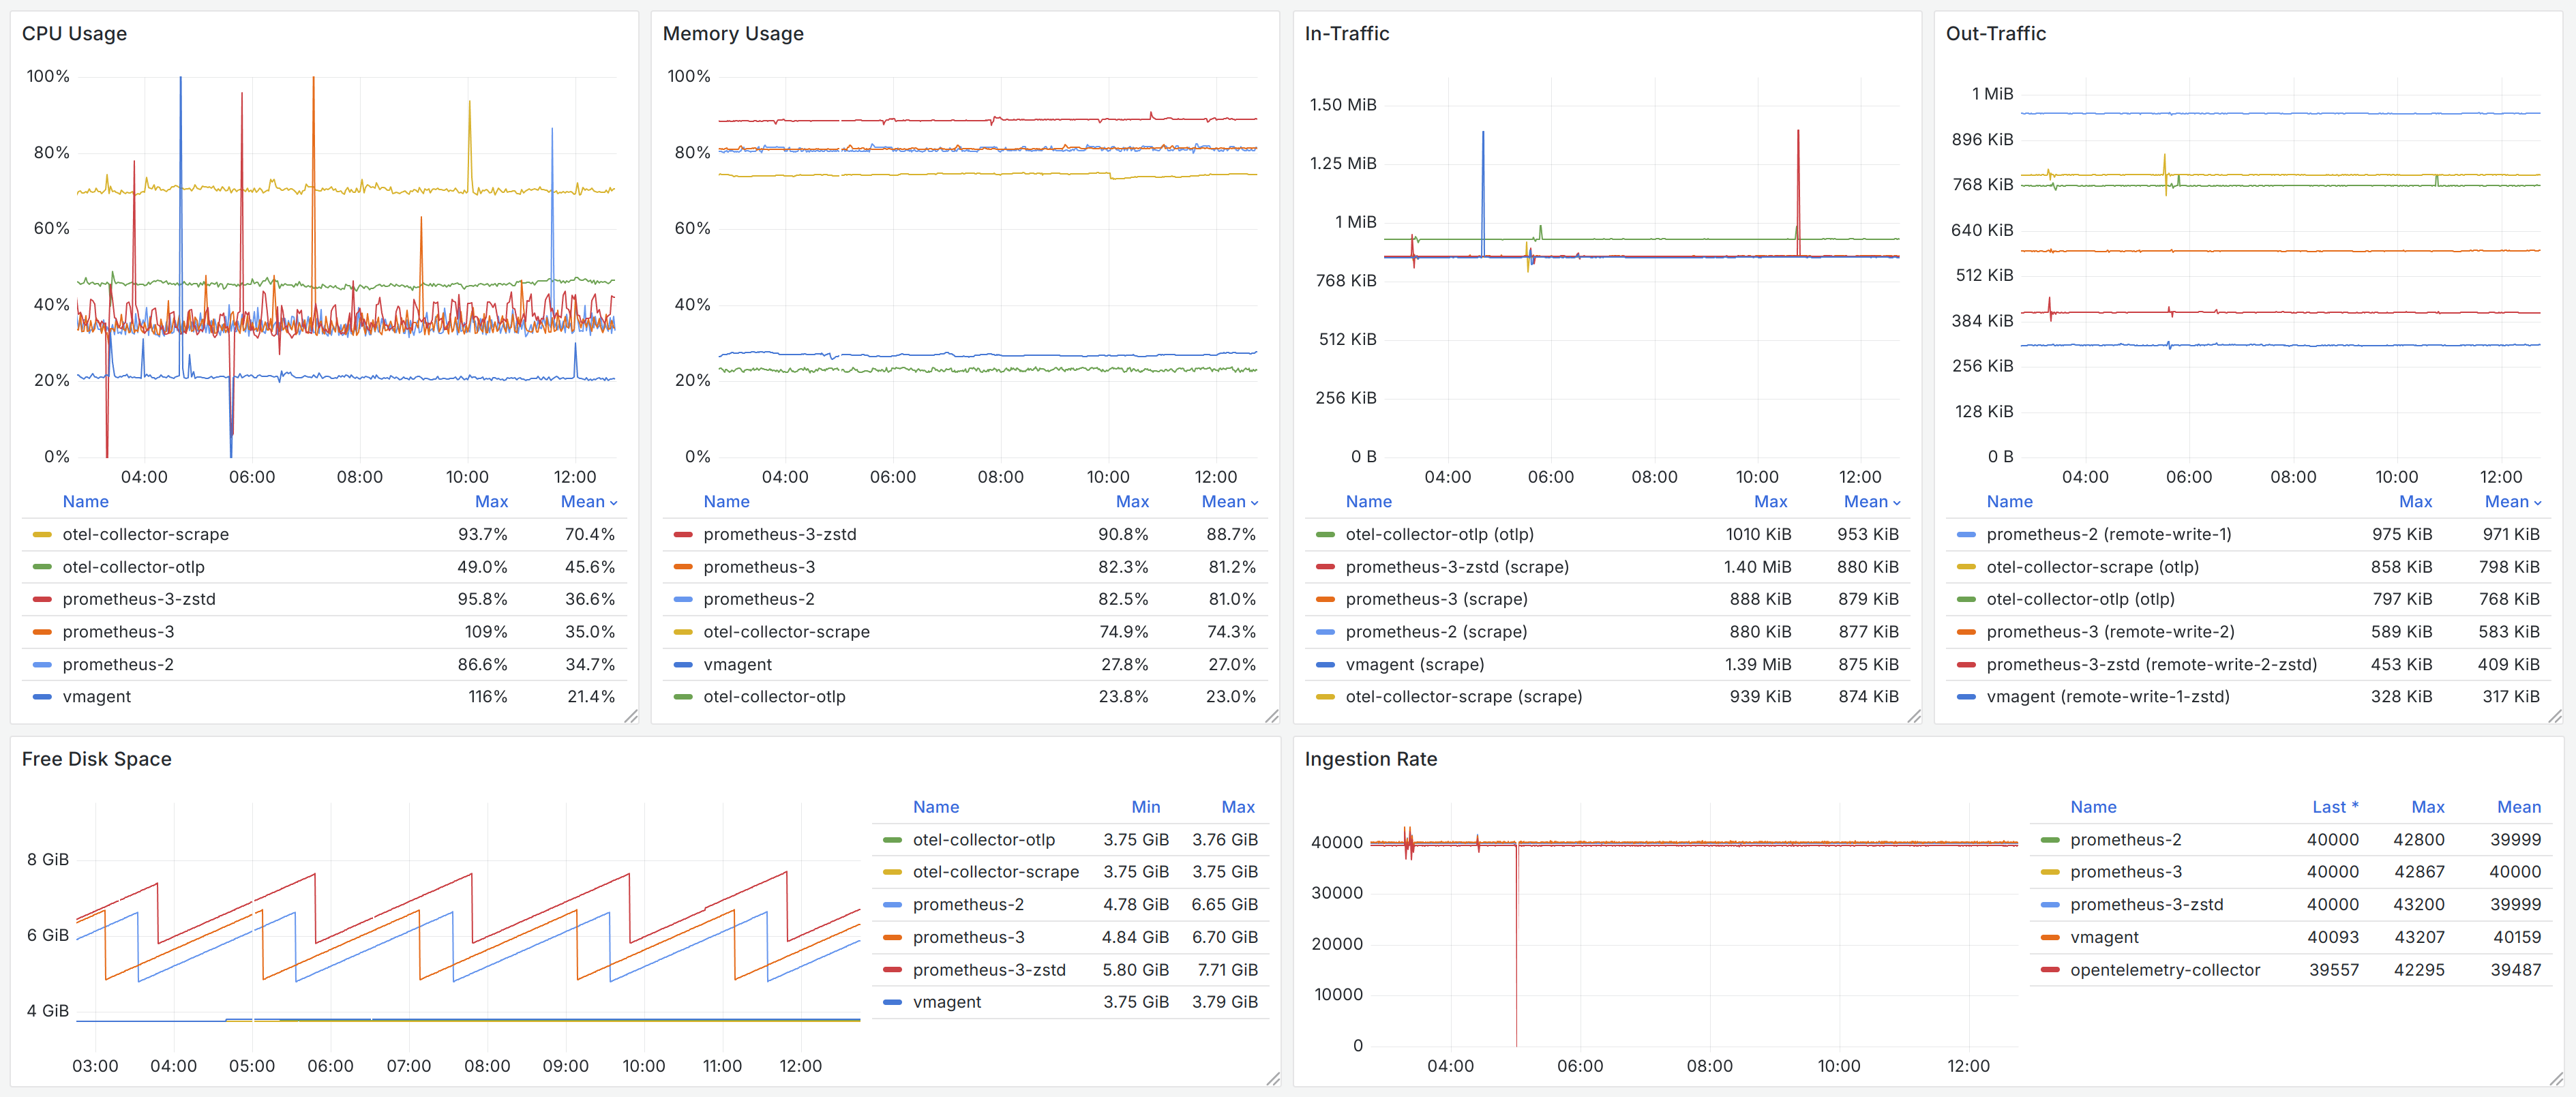 CPU Usage
100%
80%
60%
40%
20%
0%
04:00 06:00 08:00 10:00 12:00
Name Max Mean
otel-collector-scrape 93.7% 70.4%
otel-collector-otlp 49.0% 45.6%
prometheus-3-zstd 95.8% 36.6%
prometheus-3 109% 35.0%
prometheus-2 86.6% 34.7%
vmagent 116% 21.4%
Memory Usage
100%
80%
60%
40%
20%
0%
04:00 06:00 08:00 10:00 12:00
Name Max Mean
prometheus-3-zstd 90.8% 88.7%
prometheus-3 82.3% 81.2%
prometheus-2 82.5% 81.0%
otel-collector-scrape 74.9% 74.3%
vmagent 27.8% 27.0%
otel-collector-otlp 23.8% 23.0%
In-Traffic
1.50 MiB
1.25 MiB
1 MiB
768 KiB
512 KiB
256 KiB
0 B
04:00 06:00 08:00 10:00 12:00
Name Max Mean
otel-collector-otlp (otlp) 1010 KiB 953 KiB
prometheus-3-zstd (scrape) 1.40 MiB 880 KiB
prometheus-3 (scrape) 888 KiB 879 KiB
prometheus-2 (scrape) 880 KiB 877 KiB
vmagent (scrape) 1.39 MiB 875 KiB
otel-collector-scrape (scrape) 939 KiB 874 KiB
Out-Traffic
1 MiB
896 KiB
768 KiB
640 KiB
512 KiB
384 KiB
256 KiB
128 KiB
0 B
04:00 06:00 08:00 10:00 12:00
Name Max Mean
prometheus-2 (remote-write-1) 975 KiB 971 KiB
otel-collector-scrape (otlp) 858 KiB 798 KiB
otel-collector-otlp (otlp) 797 KiB 768 KiB
prometheus-3 (remote-write-2) 589 KiB 583 KiB
prometheus-3-zstd (remote-write-2-zstd) 453 KiB 409 KiB
vmagent (remote-write-1-zstd) 328 KiB 317 KiB
Free Disk Space
8 GiB
6 GiB
4 GiB
03:00 04:00 05:00 06:00 07:00 08:00 09:00 10:00 11:00 12:00
Name Min Max
otel-collector-otlp 3.75 GiB 3.76 GiB
otel-collector-scrape 3.75 GiB 3.75 GiB
prometheus-2 4.78 GiB 6.65 GiB
prometheus-3 4.84 GiB 6.70 GiB
prometheus-3-zstd 5.80 GiB 7.71 GiB
vmagent 3.75 GiB 3.79 GiB
Ingestion Rate
40000
30000
20000
10000
0
04:00 06:00 08:00 10:00 12:00
Name Last * Max Mean
prometheus-2 40000 42800 39999
prometheus-3 40000 42867 40000
prometheus-3-zstd 40000 43200 39999
vmagent 40093 43207 40159
opentelemetry-collector 39557 42295 39487